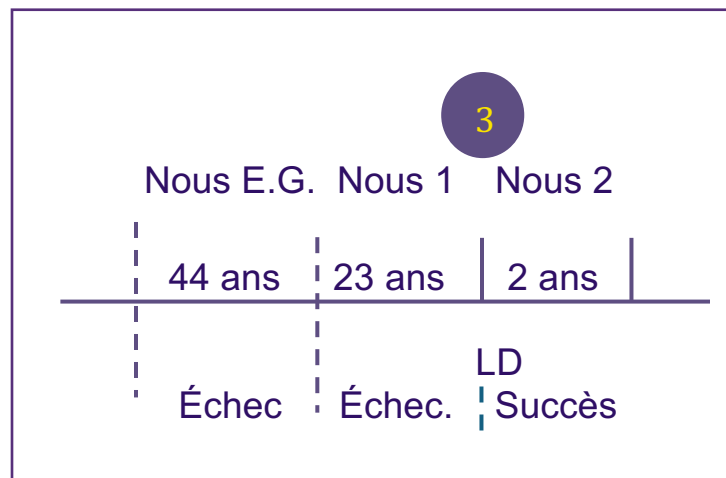 3
Nous E.G. Nous 1 Nous 2
44 ans 23 ans 2 ans
LD
Échec Échec. Succès